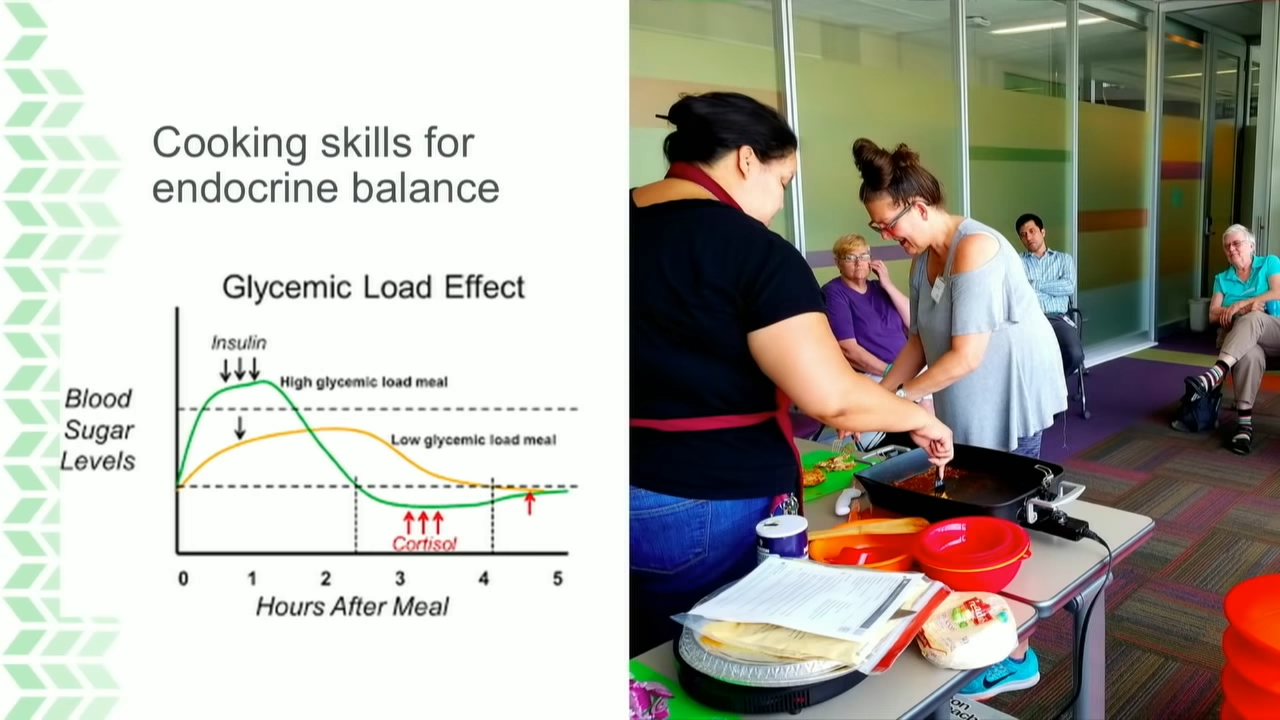 Cooking skills for
endocrine balance
Glycemic Load Effect
Insulin
High glycemic load meal
Blood
Sugar
Levels
Low glycemic load meal
Cortisol
0 1 2 3 4 5
Hours After Meal